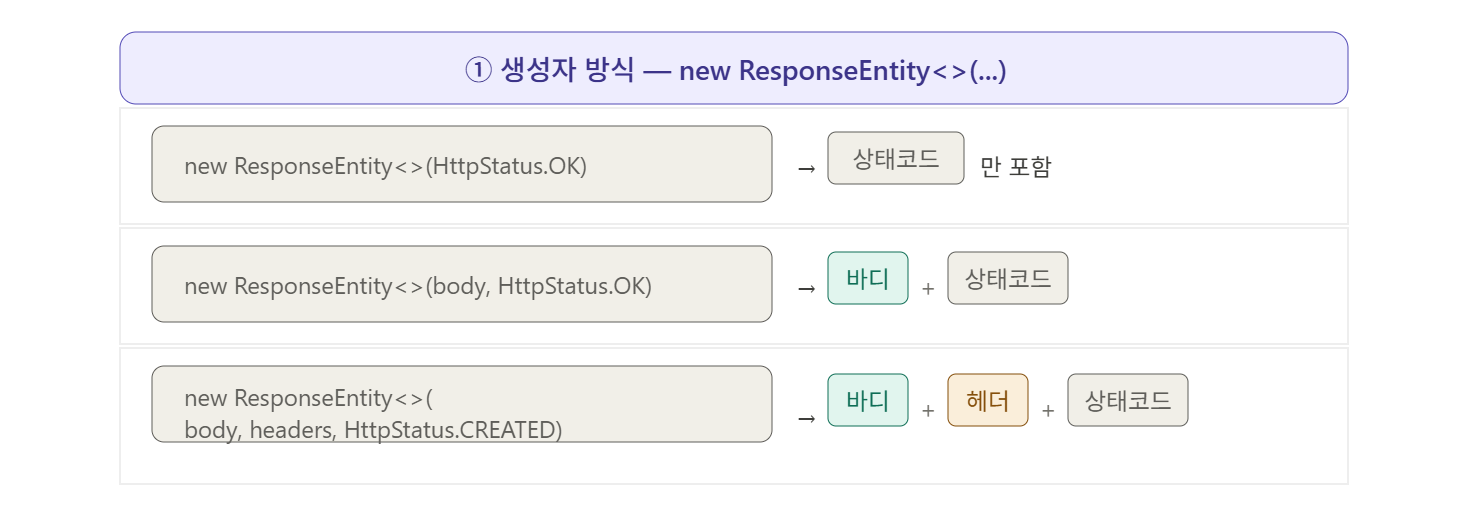 ① 생성자 방식 — new ResponseEntity<>(...)
new ResponseEntity<>(HttpStatus.OK) → 상태코드 만 포함
new ResponseEntity<>(body, HttpStatus.OK) → 바디 + 상태코드
new ResponseEntity<>(
body, headers, HttpStatus.CREATED) → 바디 + 헤더 + 상태코드